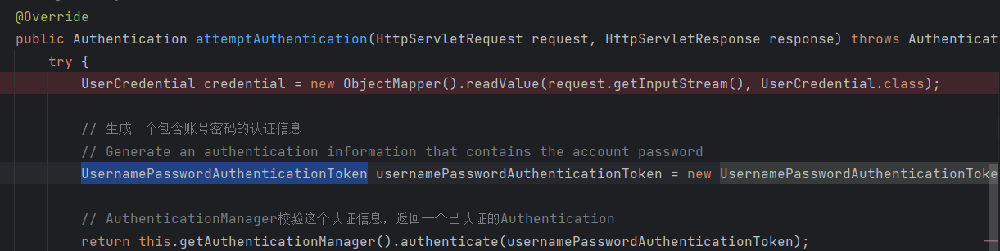 @Override
public Authentication attemptAuthentication(HttpServletRequest request, HttpServletResponse response) throws Authenticat
try {
UserCredential credential = new ObjectMapper().readValue(request.getInputStream(), UserCredential.class);
// 生成一个包含账号密码的认证信息
// Generate an authentication information that contains the account password
UsernamePasswordAuthenticationToken usernamePasswordAuthenticationToken = new UsernamePasswordAuthenticationToke
// AuthenticationManager校验这个认证信息，返回一个已认证的Authentication
return this.getAuthenticationManager().authenticate(usernamePasswordAuthenticationToken);